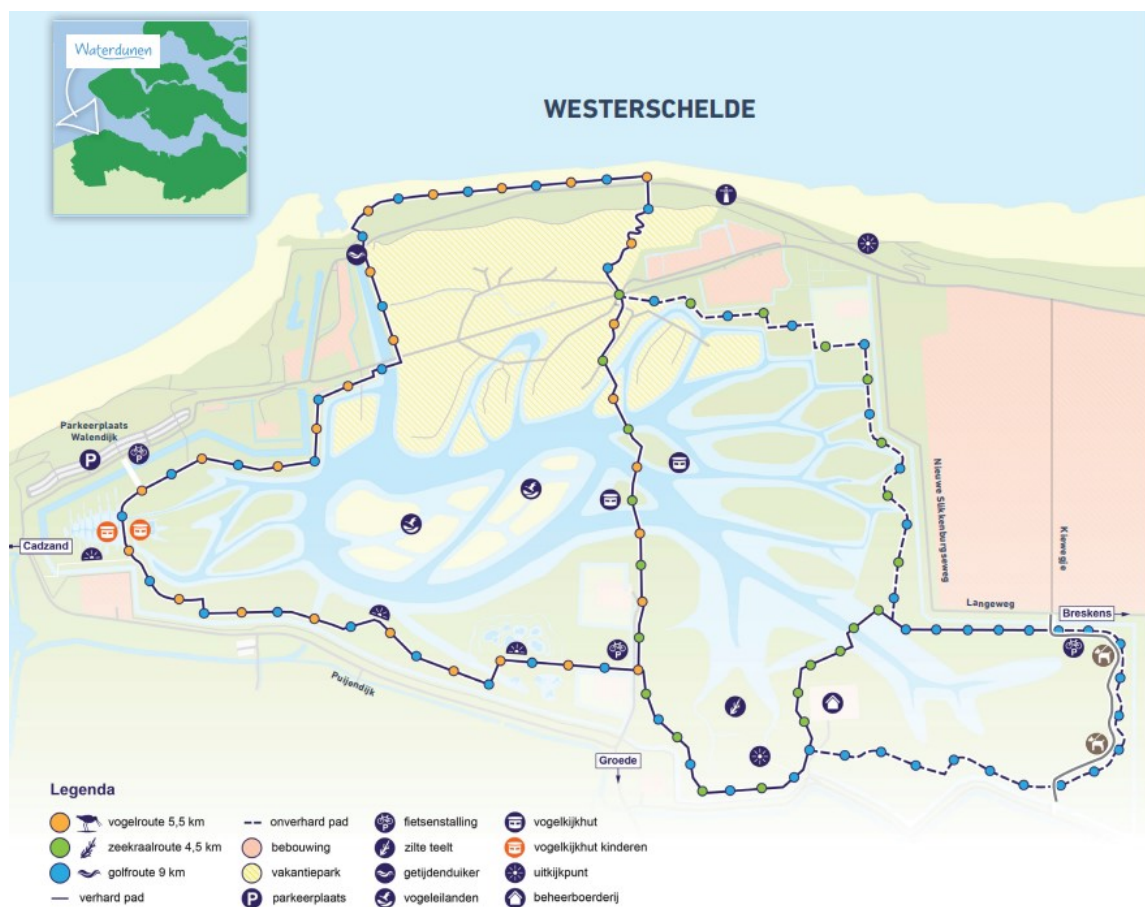 Waterdunen
WESTERSCHELDE
Parkeerplaats
Walendijk
P
P
Cadzand
Nieuwe Slikkenburgseweg
Kiewegje
Langeweg
Breskens
P
P
Puijendijk
Groede
Legenda
vogelroute 5,5 km
onverhard pad
P
fietsenstalling
vogelkijkhut
zeekraalroute 4,5 km
bebouwing
zilte teelt
vogelkijkhut kinderen
golfroute 9 km
vakantiepark
getijdenduiker
uitkijkpunt
verhard pad
P
parkeerplaats
vogeleilanden
beheerboerderij